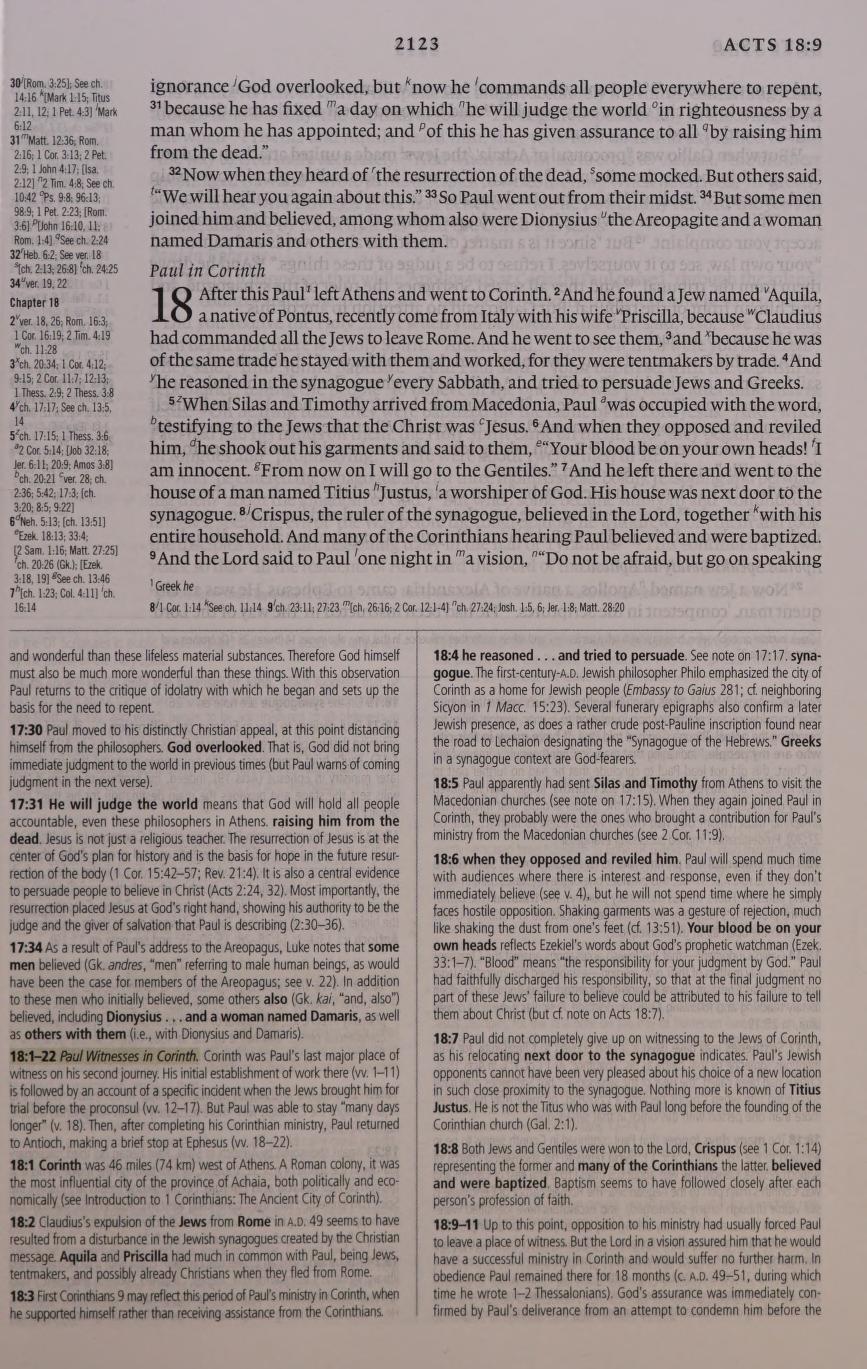 2123
ACTS 18:9
30 j[Rom. 3:25]; See ch.
14:16 k[Mark 1:15; Titus
2:11, 12; 1 Pet. 4:3] lMark
6:12
31 mMatt. 12:36; Rom.
2:16; 1 Cor. 3:13; 2 Pet.
2:9; 1 John 4:17; [Isa.
2:12] n2 Tim. 4:8; See ch.
10:42 oPs. 9:8; 96:13;
98:9; 1 Pet. 2:23; [Rom.
3:6] p[John 16:10, 11;
Rom. 1:4] qSee ch. 2:24
32 rHeb. 6:2; See ver. 18
s[ch. 2:13; 26:8] tch. 24:25
34 uver. 19, 22
Chapter 18
2 vver. 18, 26; Rom. 16:3;
1 Cor. 16:19; 2 Tim. 4:19
wch. 11:28
3 xch. 20:34; 1 Cor. 4:12;
9:15; 2 Cor. 11:7; 12:13;
1 Thess. 2:9; 2 Thess. 3:8
4 ych. 17:17; See ch. 13:5,
14
5 zch. 17:15; 1 Thess. 3:6
a2 Cor. 5:14; [Job 32:18;
Jer. 6:11; 20:9; Amos 3:8]
bch. 20:21 cver. 28; ch.
2:36; 5:42; 17:3; [ch.
3:20; 8:5; 9:22]
6 dNeh. 5:13; [ch. 13:51]
eEzek. 18:13; 33:4;
[2 Sam. 1:16; Matt. 27:25]
fch. 20:26 (Gk.); [Ezek.
3:18, 19] gSee ch. 13:46
7 h[ch. 1:23; Col. 4:11] ich.
16:14
ignorance jGod overlooked, but know he lcommands all people everywhere to repent,
31 because he has fixed ma day on which nhe will judge the world oin righteousness by a
man whom he has appointed; and pof this he has given assurance to all qby raising him
from the dead.”
32 Now when they heard of rthe resurrection of the dead, ssome mocked. But others said,
t“We will hear you again about this.” 33 So Paul went out from their midst. 34 But some men
joined him and believed, among whom also were Dionysius uthe Areopagite and a woman
named Damaris and others with them.
Paul in Corinth
18 After this Paul1 left Athens and went to Corinth. 2 And he found a Jew named vAquila,
a native of Pontus, recently come from Italy with his wife vPriscilla, because wClaudius
had commanded all the Jews to leave Rome. And he went to see them, 3 and xbecause he was
of the same trade he stayed with them and worked, for they were tentmakers by trade. 4 And
yhe reasoned in the synagogue yevery Sabbath, and tried to persuade Jews and Greeks.
5 zWhen Silas and Timothy arrived from Macedonia, Paul awas occupied with the word,
btestifying to the Jews that the Christ was cJesus. 6 And when they opposed and reviled
him, dhe shook out his garments and said to them, e“Your blood be on your own heads! fI
am innocent. gFrom now on I will go to the Gentiles.” 7 And he left there and went to the
house of a man named Titius hJustus, ia worshiper of God. His house was next door to the
synagogue. 8 jCrispus, the ruler of the synagogue, believed in the Lord, together kwith his
entire household. And many of the Corinthians hearing Paul believed and were baptized.
9 And the Lord said to Paul lone night in ma vision, n“Do not be afraid, but go on speaking
1 Greek he
8 j1 Cor. 1:14 kSee ch. 11:14 9 lch. 23:11; 27:23 m[ch. 26:16; 2 Cor. 12:1-4] nch. 27:24; Josh. 1:5, 6; Jer. 1:8; Matt. 28:20
and wonderful than these lifeless material substances. Therefore God himself
must also be much more wonderful than these things. With this observation
Paul returns to the critique of idolatry with which he began and sets up the
basis for the need to repent.
17:30 Paul moved to his distinctly Christian appeal, at this point distancing
himself from the philosophers. God overlooked. That is, God did not bring
immediate judgment to the world in previous times (but Paul warns of coming
judgment in the next verse).
17:31 He will judge the world means that God will hold all people
accountable, even these philosophers in Athens. raising him from the
dead. Jesus is not just a religious teacher. The resurrection of Jesus is at the
center of God's plan for history and is the basis for hope in the future resur-
rection of the body (1 Cor. 15:42–57; Rev. 21:4). It is also a central evidence
to persuade people to believe in Christ (Acts 2:24, 32). Most importantly, the
resurrection placed Jesus at God's right hand, showing his authority to be the
judge and the giver of salvation that Paul is describing (2:30–36).
17:34 As a result of Paul's address to the Areopagus, Luke notes that some
men believed (Gk. andres, “men” referring to male human beings, as would
have been the case for members of the Areopagus; see v. 22). In addition
to these men who initially believed, some others also (Gk. kai, “and, also”)
believed, including Dionysius . . . and a woman named Damaris, as well
as others with them (i.e., with Dionysius and Damaris).
18:1–22 Paul Witnesses in Corinth. Corinth was Paul's last major place of
witness on his second journey. His initial establishment of work there (vv. 1–11)
is followed by an account of a specific incident when the Jews brought him for
trial before the proconsul (vv. 12–17). But Paul was able to stay “many days
longer” (v. 18). Then, after completing his Corinthian ministry, Paul returned
to Antioch, making a brief stop at Ephesus (vv. 18–22).
18:1 Corinth was 46 miles (74 km) west of Athens. A Roman colony, it was
the most influential city of the province of Achaia, both politically and eco-
nomically (see Introduction to 1 Corinthians: The Ancient City of Corinth).
18:2 Claudius's expulsion of the Jews from Rome in A.D. 49 seems to have
resulted from a disturbance in the Jewish synagogues created by the Christian
message. Aquila and Priscilla had much in common with Paul, being Jews,
tentmakers, and possibly already Christians when they fled from Rome.
18:3 First Corinthians 9 may reflect this period of Paul's ministry in Corinth, when
he supported himself rather than receiving assistance from the Corinthians.
18:4 he reasoned . . . and tried to persuade. See note on 17:17. syna-
gogue. The first-century-A.D. Jewish philosopher Philo emphasized the city of
Corinth as a home for Jewish people (Embassy to Gaius 281; cf. neighboring
Sicyon in 1 Macc. 15:23). Several funerary epigraphs also confirm a later
Jewish presence, as does a rather crude post-Pauline inscription found near
the road to Lechaion designating the “Synagogue of the Hebrews.” Greeks
in a synagogue context are God-fearers.
18:5 Paul apparently had sent Silas and Timothy from Athens to visit the
Macedonian churches (see note on 17:15). When they again joined Paul in
Corinth, they probably were the ones who brought a contribution for Paul's
ministry from the Macedonian churches (see 2 Cor. 11:9).
18:6 when they opposed and reviled him. Paul will spend much time
with audiences where there is interest and response, even if they don't
immediately believe (see v. 4), but he will not spend time where he simply
faces hostile opposition. Shaking garments was a gesture of rejection, much
like shaking the dust from one's feet (cf. 13:51). Your blood be on your
own heads reflects Ezekiel's words about God's prophetic watchman (Ezek.
33:1–7). “Blood” means “the responsibility for your judgment by God.” Paul
had faithfully discharged his responsibility, so that at the final judgment no
part of these Jews' failure to believe could be attributed to his failure to tell
them about Christ (but cf. note on Acts 18:7).
18:7 Paul did not completely give up on witnessing to the Jews of Corinth,
as his relocating next door to the synagogue indicates. Paul's Jewish
opponents cannot have been very pleased about his choice of a new location
in such close proximity to the synagogue. Nothing more is known of Titius
Justus. He is not the Titus who was with Paul long before the founding of the
Corinthian church (Gal. 2:1).
18:8 Both Jews and Gentiles were won to the Lord, Crispus (see 1 Cor. 1:14)
representing the former and many of the Corinthians the latter. believed
and were baptized. Baptism seems to have followed closely after each
person's profession of faith.
18:9–11 Up to this point, opposition to his ministry had usually forced Paul
to leave a place of witness. But the Lord in a vision assured him that he would
have a successful ministry in Corinth and would suffer no further harm. In
obedience Paul remained there for 18 months (c. A.D. 49–51, during which
time he wrote 1–2 Thessalonians). God's assurance was immediately con-
firmed by Paul's deliverance from an attempt to condemn him before the